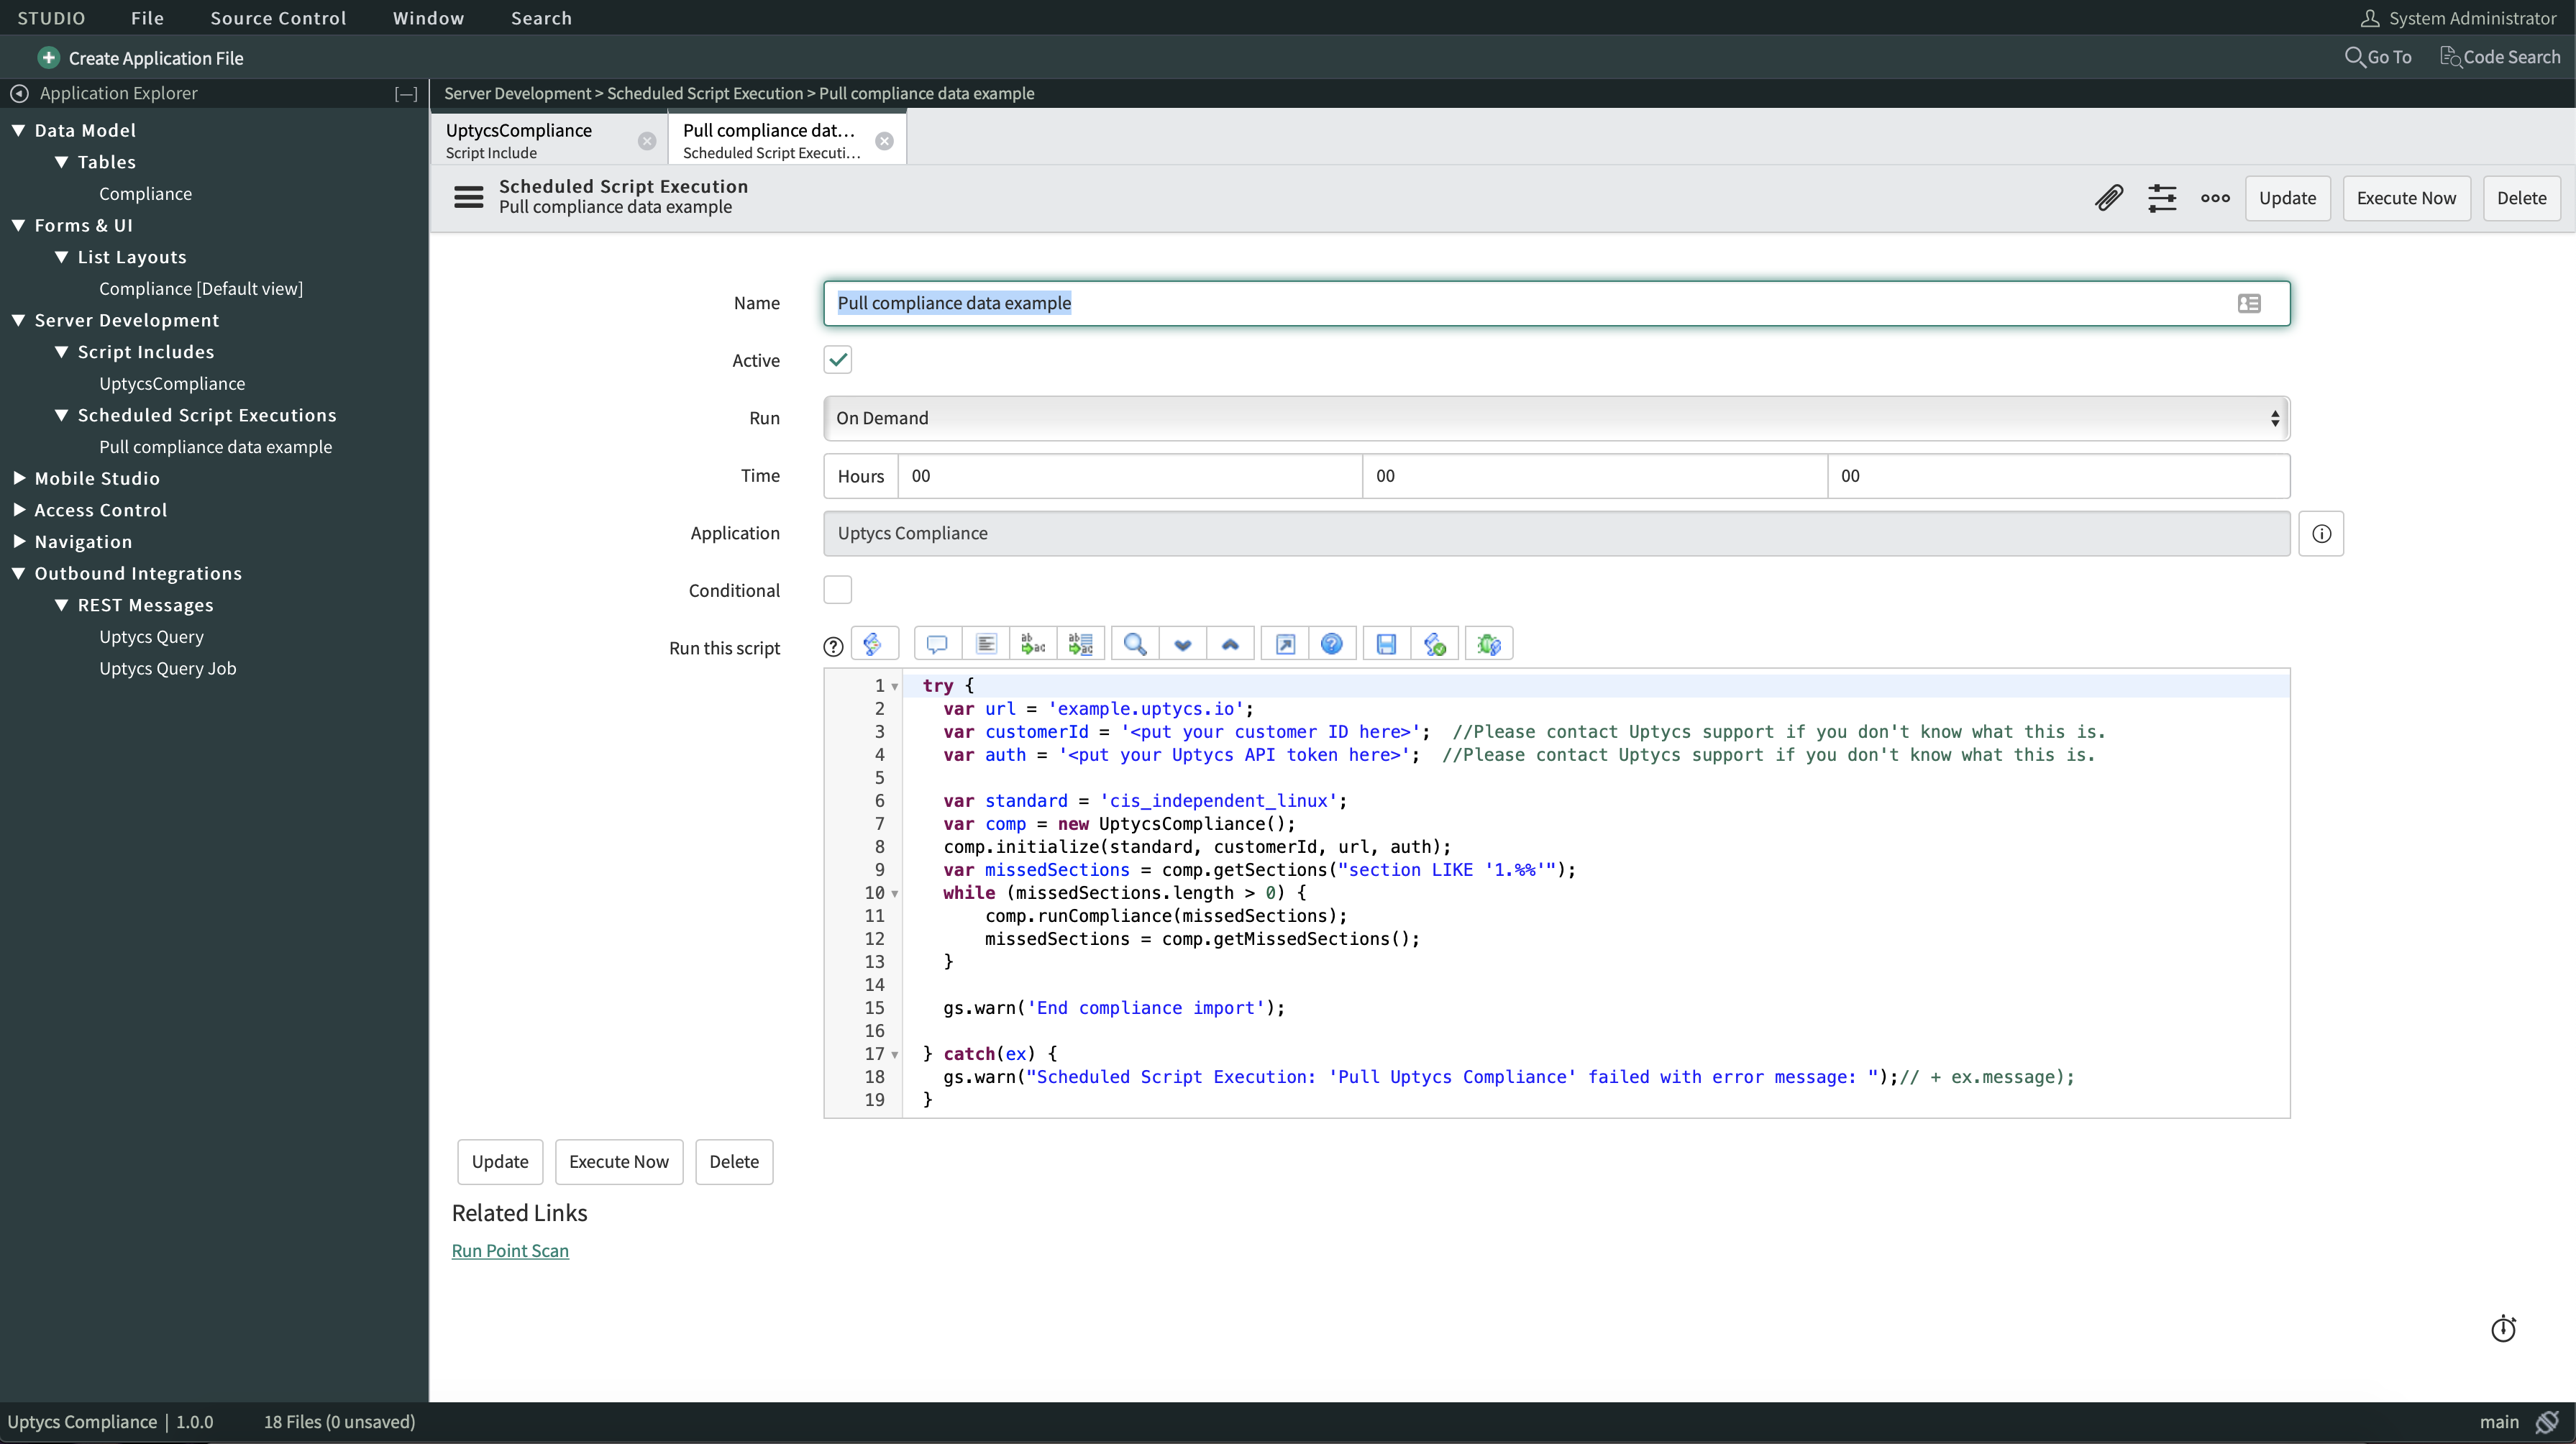 STUDIO File Source Control Window Search System Administrator
Create Application File Go To Code Search
Application Explorer [—] Server Development > Scheduled Script Execution > Pull compliance data example
Data Model
Tables
Compliance
Forms & UI
List Layouts
Compliance [Default view]
Server Development
Script Includes
UptycsCompliance
Scheduled Script Executions
Pull compliance data example
Mobile Studio
Access Control
Navigation
Outbound Integrations
REST Messages
Uptycs Query
Uptycs Query Job
UptycsCompliance
Script Include
Pull compliance dat...
Scheduled Script Executi...
Scheduled Script Execution
Pull compliance data example
Update Execute Now Delete
Name Pull compliance data example
Active
Run On Demand
Time Hours 00 00 00
Application Uptycs Compliance
Conditional
Run this script
1 try {
2 var url = 'example.uptycs.io';
3 var customerId = '<put your customer ID here>'; //Please contact Uptycs support if you don't know what this is.
4 var auth = '<put your Uptycs API token here>'; //Please contact Uptycs support if you don't know what this is.
5
6 var standard = 'cis_independent_linux';
7 var comp = new UptycsCompliance();
8 comp.initialize(standard, customerId, url, auth);
9 var missedSections = comp.getSections("section LIKE '1.%%'");
10 while (missedSections.length > 0) {
11 comp.runCompliance(missedSections);
12 missedSections = comp.getMissedSections();
13 }
14
15 gs.warn('End compliance import');
16
17 } catch(ex) {
18 gs.warn("Scheduled Script Execution: 'Pull Uptycs Compliance' failed with error message: ");// + ex.message);
19 }
Update Execute Now Delete
Related Links
Run Point Scan
Uptycs Compliance | 1.0.0 18 Files (0 unsaved) main